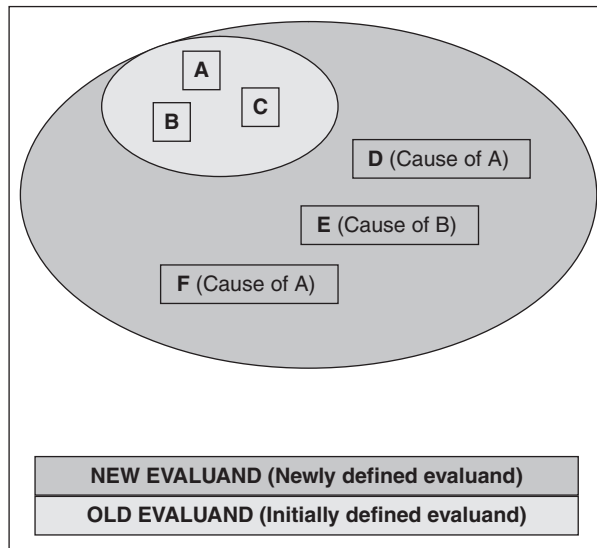 A
B
C
D (Cause of A)
E (Cause of B)
F (Cause of A)
NEW EVALUAND (Newly defined evaluand)
OLD EVALUAND (Initially defined evaluand)